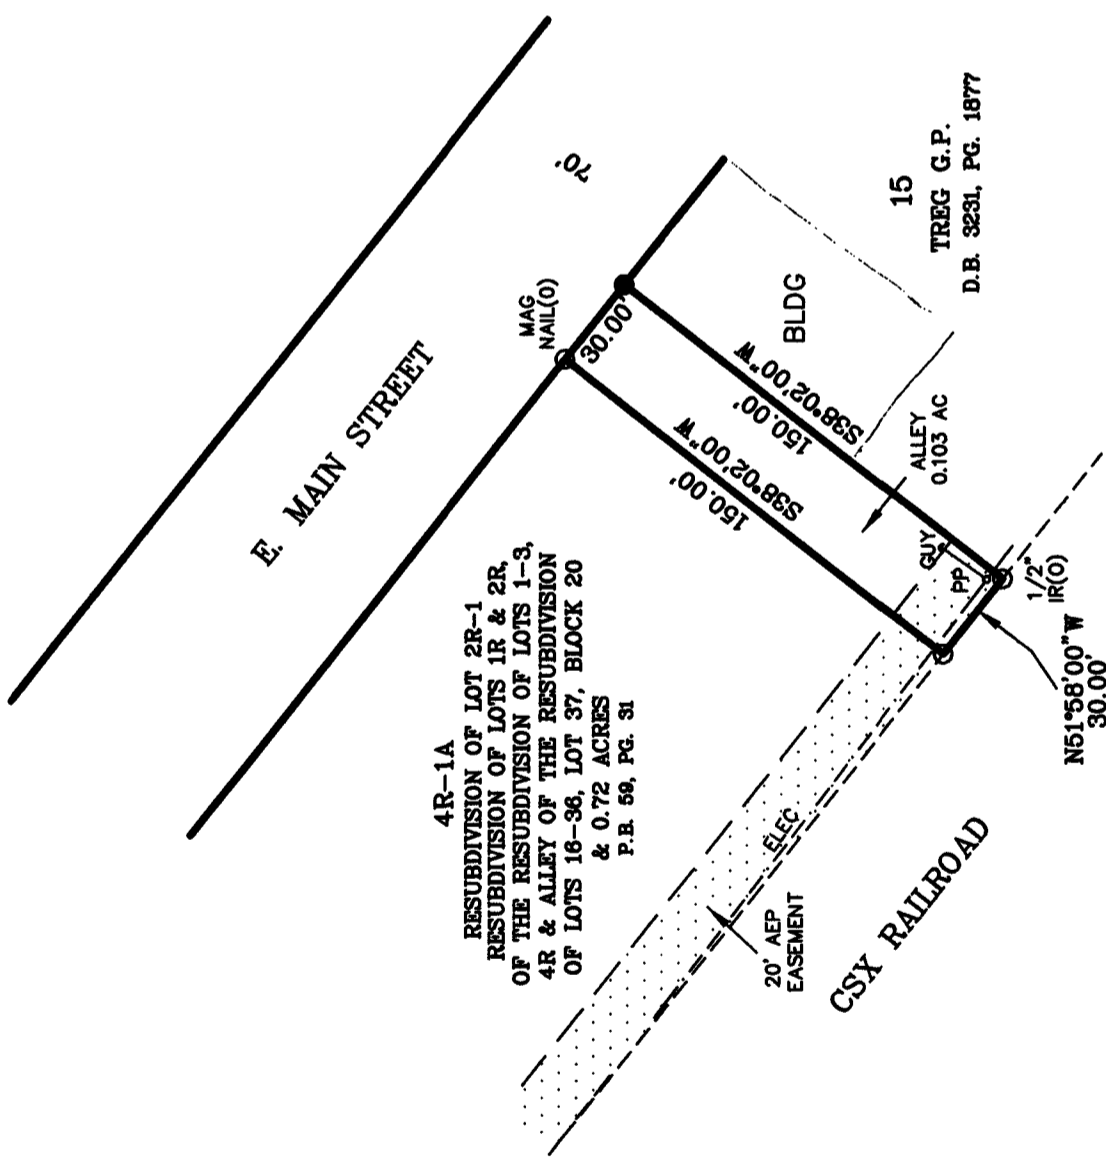 70'
E. MAIN STREET
15
TREG G.P.
D.B. 3231, PG. 1877
MAG
NAIL(O)
30.00'
BLDG
S38°02'00"W
150.00'
S38°02'00"W
150.00'
ALLEY
0.103 AC
4R-1A
RESUBDIVISION OF LOT 2R-1
RESUBDIVISION OF LOTS 1R & 2R,
OF THE RESUBDIVISION OF LOTS 1-3,
4R & ALLEY OF THE RESUBDIVISION
OF LOTS 16-36, LOT 37, BLOCK 20
& 0.72 ACRES
P.B. 59, PG. 31
GUY
PP
1/2"
IR(O)
N51°58'00"W
30.00'
ELEC
20' AEP
EASEMENT
CSX RAILROAD